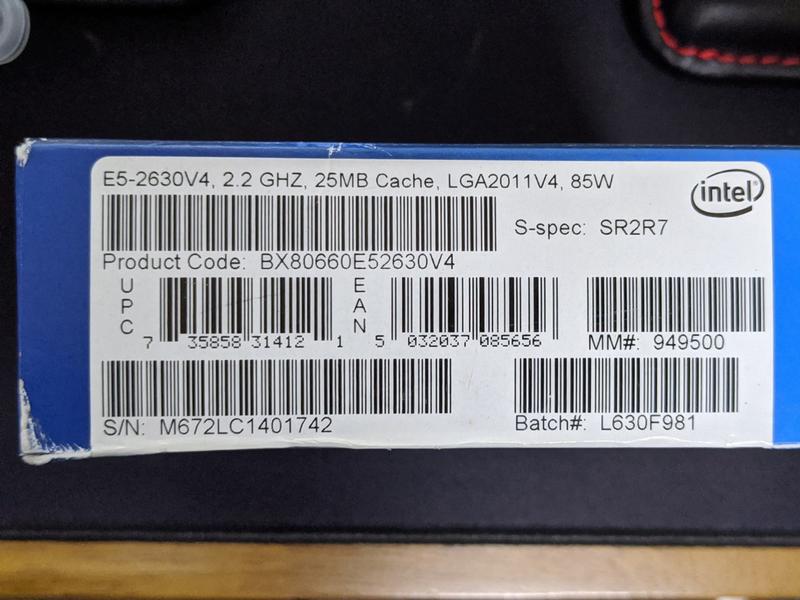 E5-2630V4, 2.2 GHZ, 25MB Cache, LGA2011V4, 85W
intel
S-spec: SR2R7
Product Code: BX80660E52630V4
UPC
7 35858 31412 1
EAN
5 032037 085656
MM#: 949500
S/N: M672LC1401742
Batch#: L630F981